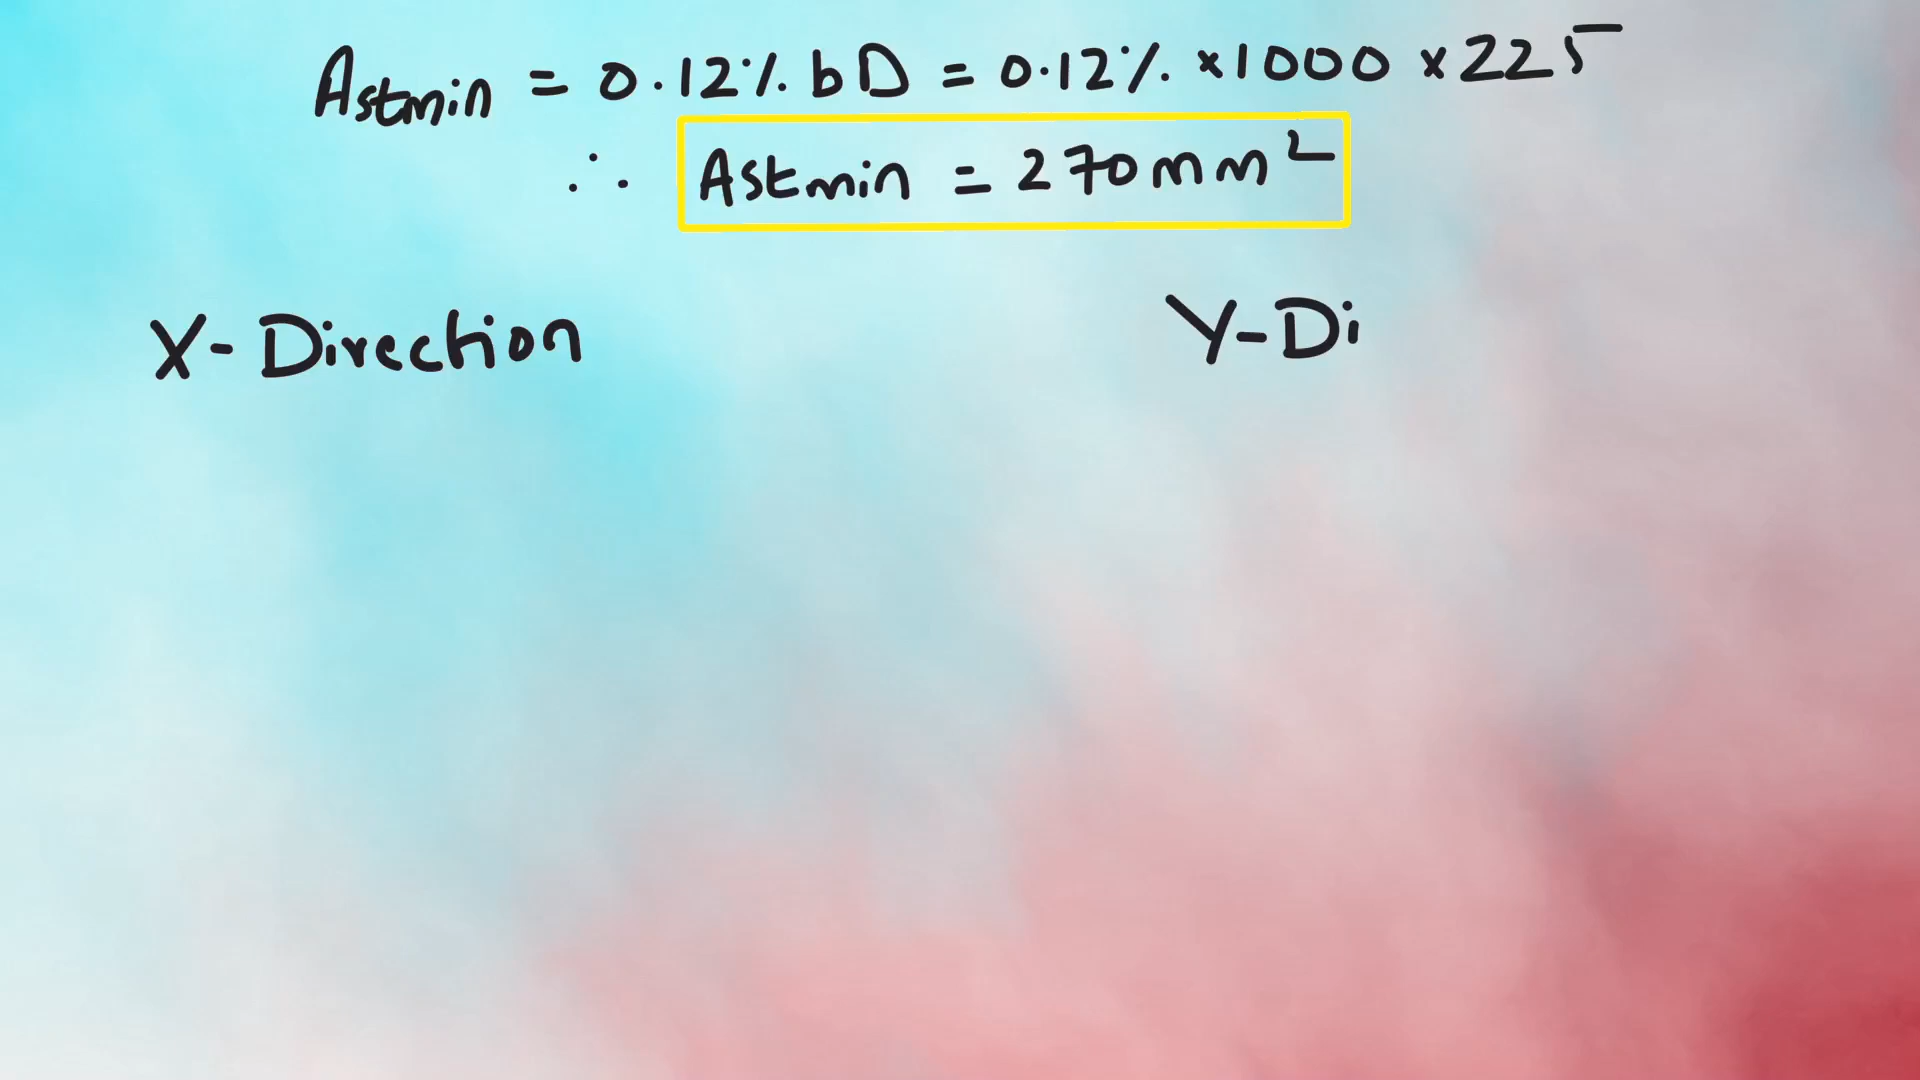 Astmin = 0.12% bD = 0.12% ×1000 ×225
∴ Astmin = 270mm²
X-Direction Y-Di